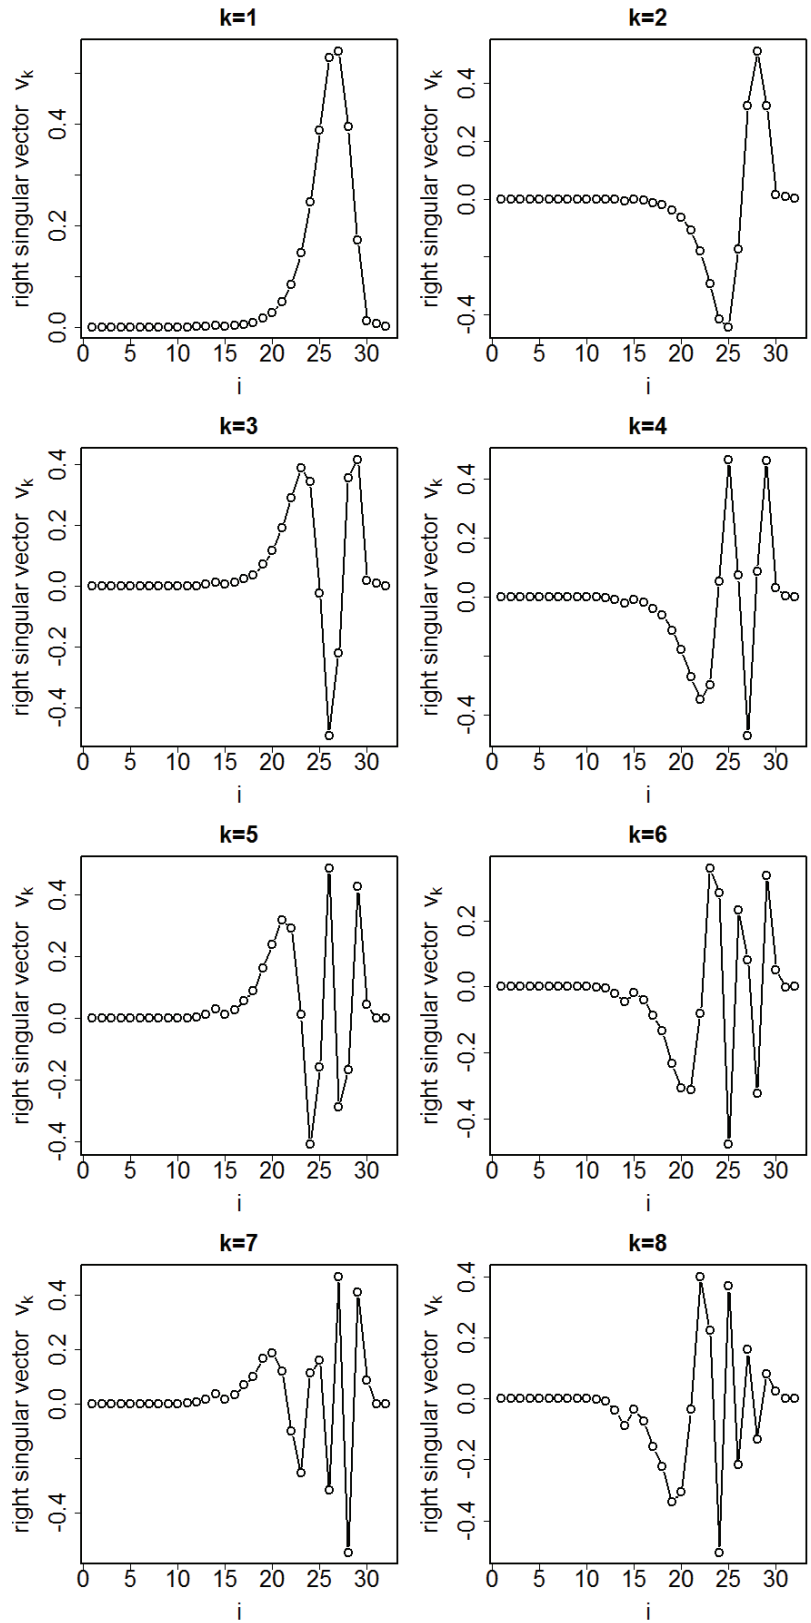 k=1
right singular vector v_k
0.0 0.2 0.4
0 5 10 15 20 25 30
i
k=2
right singular vector v_k
-0.4 0.0 0.2 0.4
0 5 10 15 20 25 30
i
k=3
right singular vector v_k
-0.4 -0.2 0.0 0.2 0.4
0 5 10 15 20 25 30
i
k=4
right singular vector v_k
-0.4 0.0 0.2 0.4
0 5 10 15 20 25 30
i
k=5
right singular vector v_k
-0.4 -0.2 0.0 0.2 0.4
0 5 10 15 20 25 30
i
k=6
right singular vector v_k
-0.4 0.0 0.2
0 5 10 15 20 25 30
i
k=7
right singular vector v_k
-0.4 0.0 0.2 0.4
0 5 10 15 20 25 30
i
k=8
right singular vector v_k
-0.4 -0.2 0.0 0.2 0.4
0 5 10 15 20 25 30
i